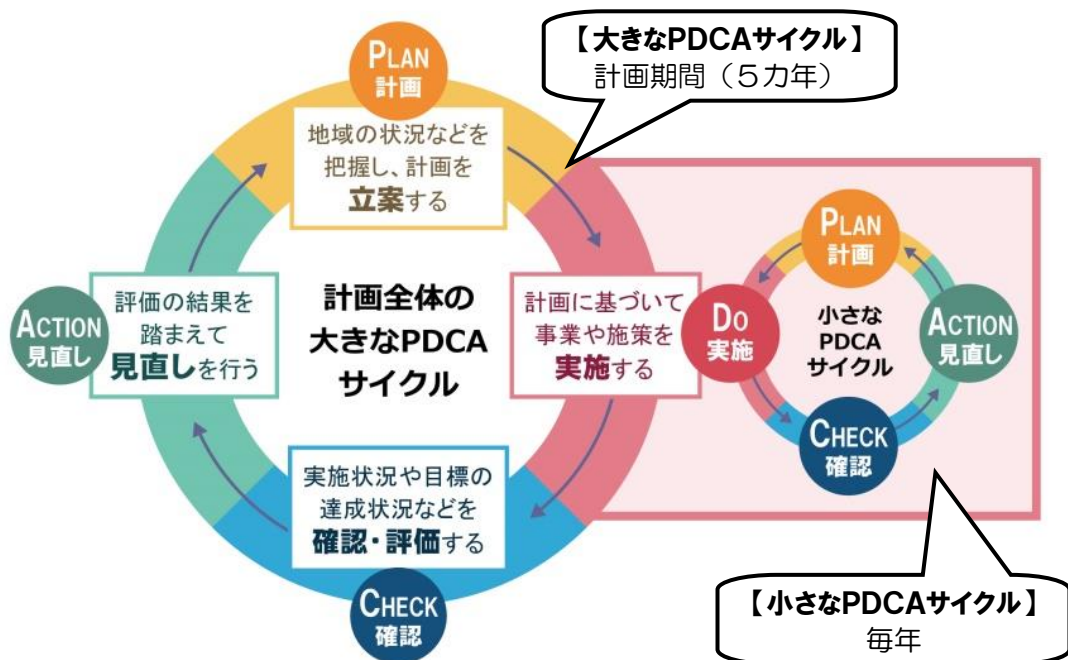 【大きなPDCAサイクル】
計画期間（５カ年）
PLAN
計画
地域の状況などを
把握し、計画を
立案する
ACTION
見直し
評価の結果を
踏まえて
見直しを行う
計画全体の
大きなPDCA
サイクル
計画に基づいて
事業や施策を
実施する
DO
実施
実施状況や目標の
達成状況などを
確認・評価する
CHECK
確認
PLAN
計画
小さな
PDCA
サイクル
ACTION
見直し
CHECK
確認
【小さなPDCAサイクル】
毎年